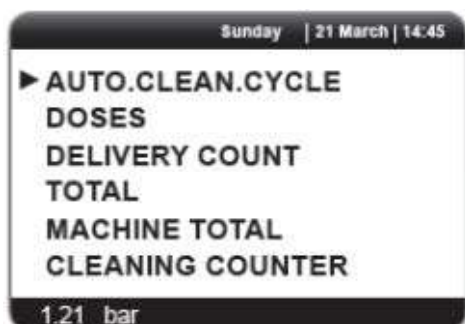 Sunday | 21 March | 14:45
AUTO.CLEAN.CYCLE
DOSES
DELIVERY COUNT
TOTAL
MACHINE TOTAL
CLEANING COUNTER
1.21 bar